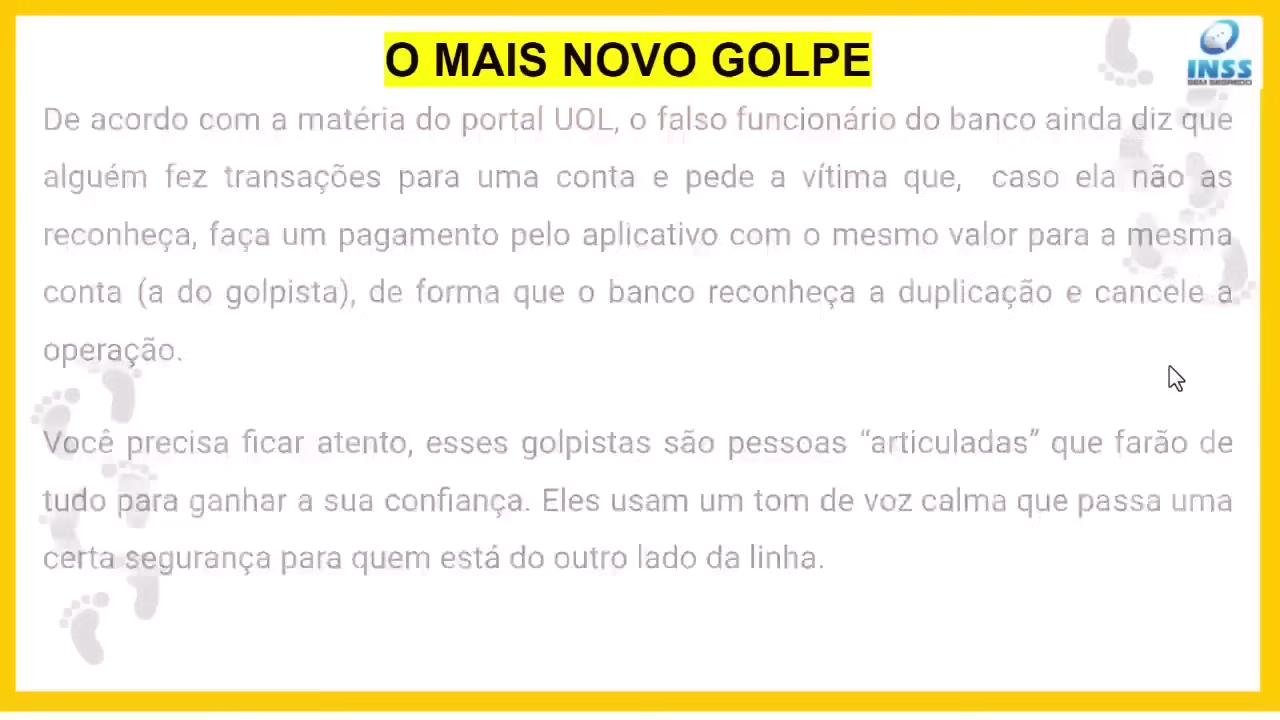 O MAIS NOVO GOLPE
INSS
SEM SEGREDO
De acordo com a matéria do portal UOL, o falso funcionário do banco ainda diz que
alguém fez transações para uma conta e pede a vítima que, caso ela não as
reconheça, faça um pagamento pelo aplicativo com o mesmo valor para a mesma
conta (a do golpista), de forma que o banco reconheça a duplicação e cancele a
operação.
Você precisa ficar atento, esses golpistas são pessoas “articuladas” que farão de
tudo para ganhar a sua confiança. Eles usam um tom de voz calma que passa uma
certa segurança para quem está do outro lado da linha.